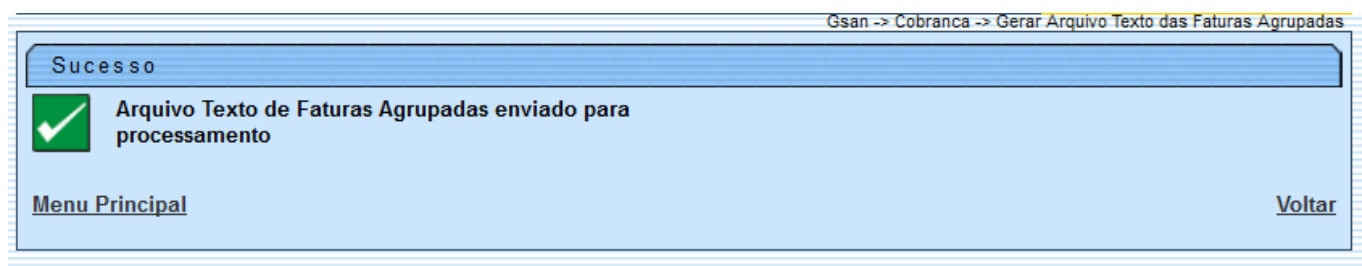 Gsan -> Cobranca -> Gerar Arquivo Texto das Faturas Agrupadas
Sucesso
Arquivo Texto de Faturas Agrupadas enviado para
processamento
Menu Principal
Voltar